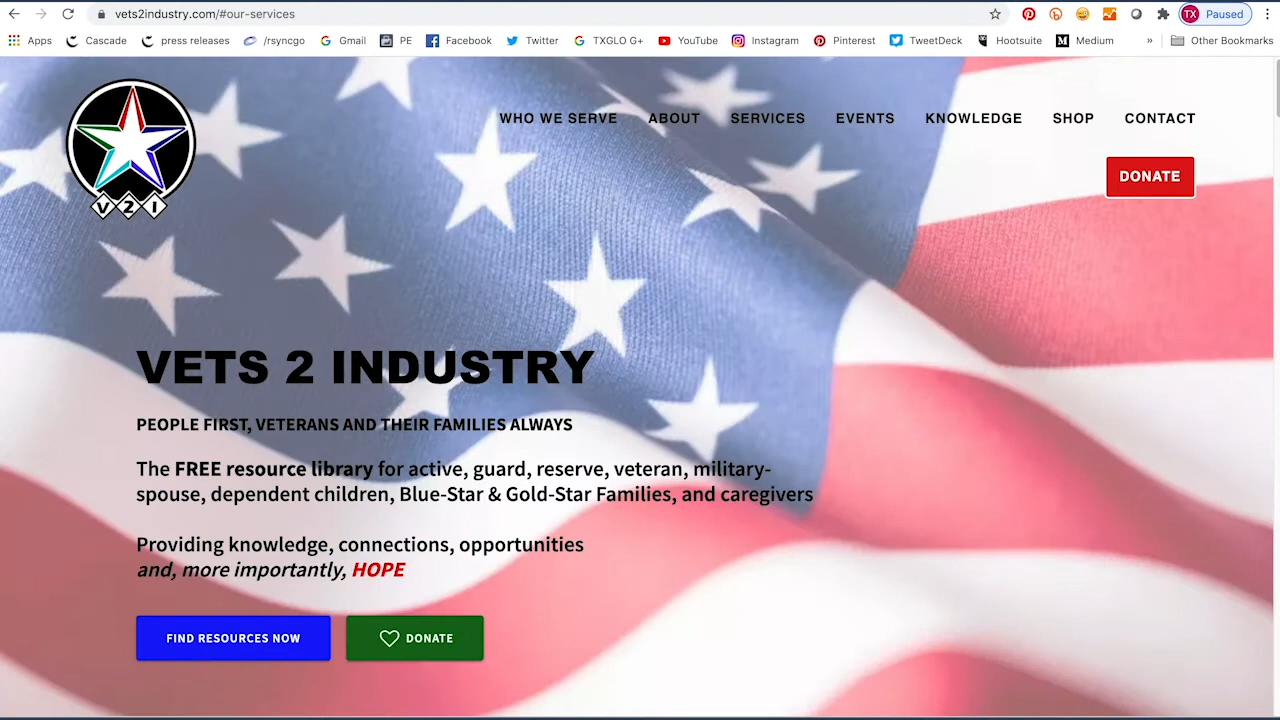 vets2industry.com/#our-services
TX Paused
Apps Cascade press releases /rsyncgo Gmail PE Facebook Twitter TXGLO G+ YouTube Instagram Pinterest TweetDeck Hootsuite Medium » Other Bookmarks
WHO WE SERVE ABOUT SERVICES EVENTS KNOWLEDGE SHOP CONTACT
DONATE
V2I
VETS 2 INDUSTRY
PEOPLE FIRST, VETERANS AND THEIR FAMILIES ALWAYS
The FREE resource library for active, guard, reserve, veteran, military-
spouse, dependent children, Blue-Star & Gold-Star Families, and caregivers
Providing knowledge, connections, opportunities
and, more importantly, HOPE
FIND RESOURCES NOW DONATE